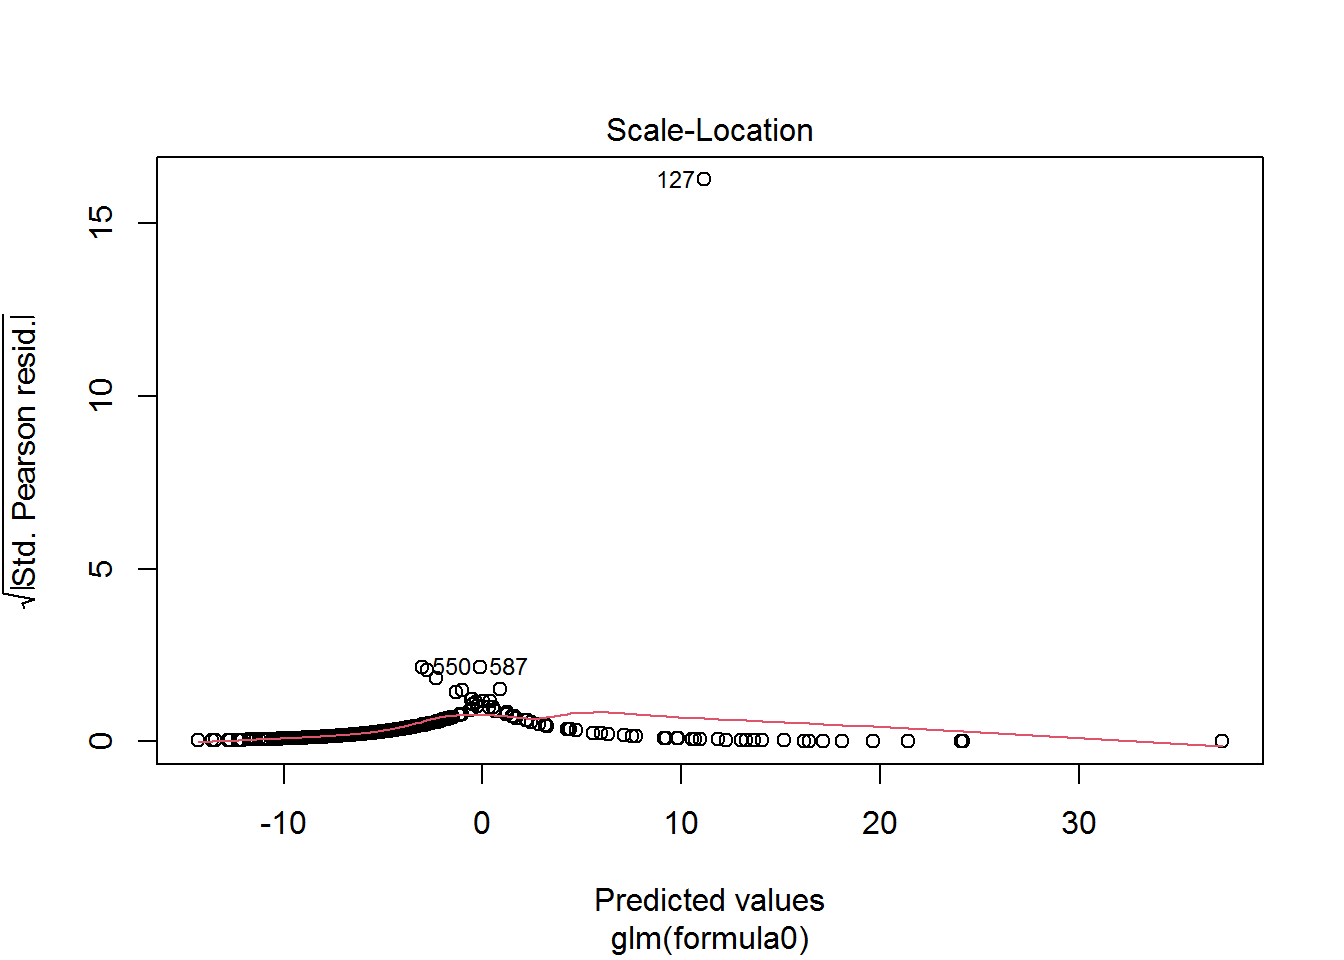 Scale-Location
√|Std. Pearson resid.|
15
10
5
0
127
550
587
-10 0 10 20 30
Predicted values
glm(formula0)